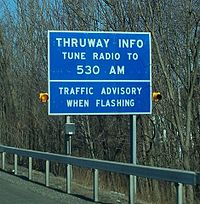 THRUWAY INFO
TUNE RADIO TO
530 AM
TRAFFIC ADVISORY
WHEN FLASHING